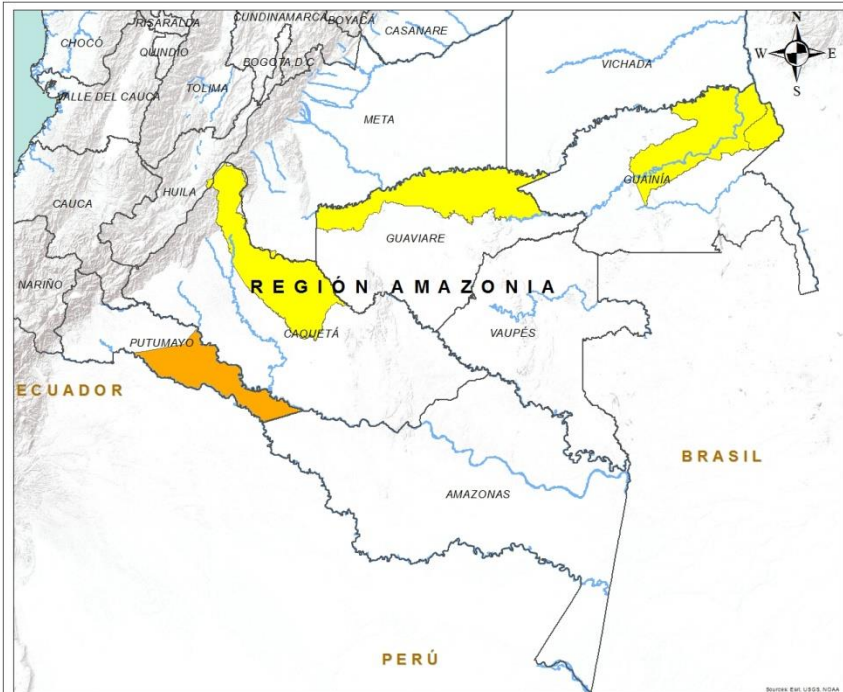 CUNDINAMARCA
BOYACÁ
RISARALDA
CASANARE
CHOCÓ
QUINDIO
BOGOTA D.C
VICHADA
N
W
E
S
TOLIMA
VALLE DEL CAUCA
META
HUILA
GUAINÍA
CAUCA
GUAVIARE
NARIÑO
REGIÓN AMAZONIA
CAQUETÁ
VAUPÉS
PUTUMAYO
ECUADOR
BRASIL
AMAZONAS
PERÚ
Sources: Esri, USGS, NOAA